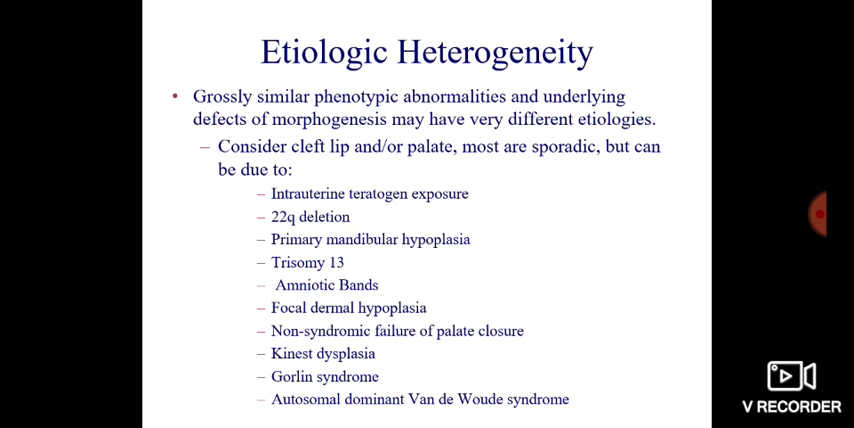 Etiologic Heterogeneity
• Grossly similar phenotypic abnormalities and underlying
defects of morphogenesis may have very different etiologies.
– Consider cleft lip and/or palate, most are sporadic, but can
be due to:
– Intrauterine teratogen exposure
– 22q deletion
– Primary mandibular hypoplasia
– Trisomy 13
– Amniotic Bands
– Focal dermal hypoplasia
– Non-syndromic failure of palate closure
– Kinest dysplasia
– Gorlin syndrome
– Autosomal dominant Van de Woude syndrome
V RECORDER